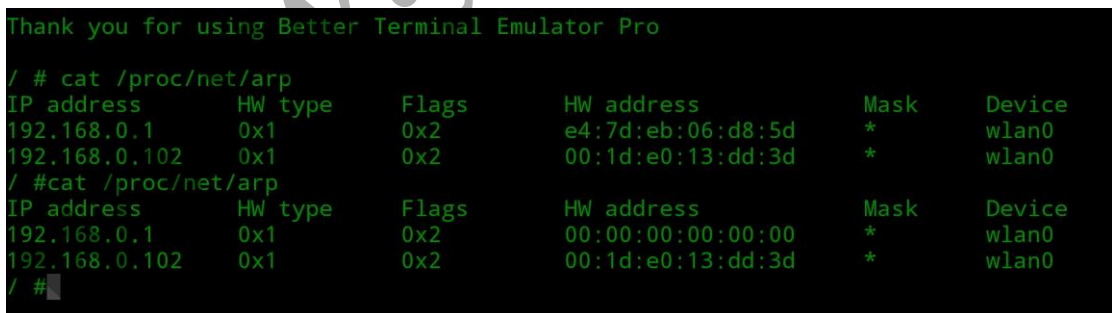 Thank you for using Better Terminal Emulator Pro
/ # cat /proc/net/arp
IP address HW type Flags HW address Mask Device
192.168.0.1 0x1 0x2 e4:7d:eb:06:d8:5d * wlan0
192.168.0.102 0x1 0x2 00:1d:e0:13:dd:3d * wlan0
/ #cat /proc/net/arp
IP address HW type Flags HW address Mask Device
192.168.0.1 0x1 0x2 00:00:00:00:00:00 * wlan0
192.168.0.102 0x1 0x2 00:1d:e0:13:dd:3d * wlan0
/ #